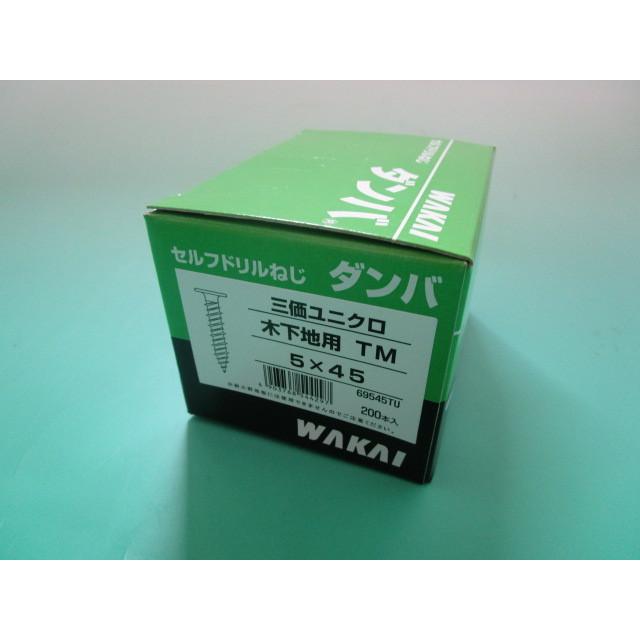 WAKAI
ダンバ®
セルフドリルねじ ダンバ
三価ユニクロ
木下地用 TM
5×45
69545TU
200本入
WAKAI